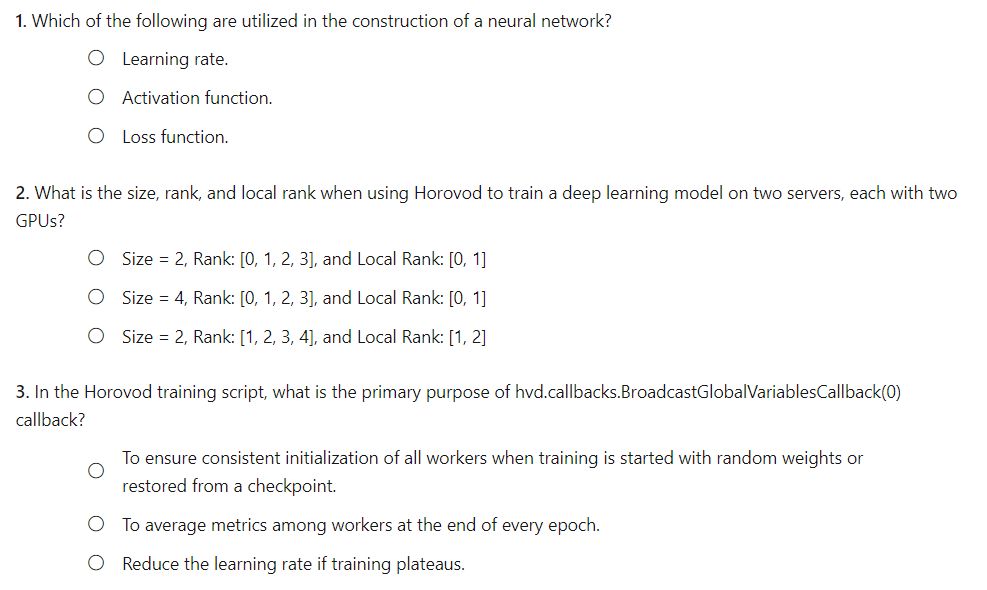 1. Which of the following are utilized in the construction of a neural network?
Learning rate.
Activation function.
Loss function.
2. What is the size, rank, and local rank when using Horovod to train a deep learning model on two servers, each with two
GPUs?
Size = 2, Rank: [0, 1, 2, 3], and Local Rank: [0, 1]
Size = 4, Rank: [0, 1, 2, 3], and Local Rank: [0, 1]
Size = 2, Rank: [1, 2, 3, 4], and Local Rank: [1, 2]
3. In the Horovod training script, what is the primary purpose of hvd.callbacks.BroadcastGlobalVariablesCallback(0)
callback?
To ensure consistent initialization of all workers when training is started with random weights or
restored from a checkpoint.
To average metrics among workers at the end of every epoch.
Reduce the learning rate if training plateaus.